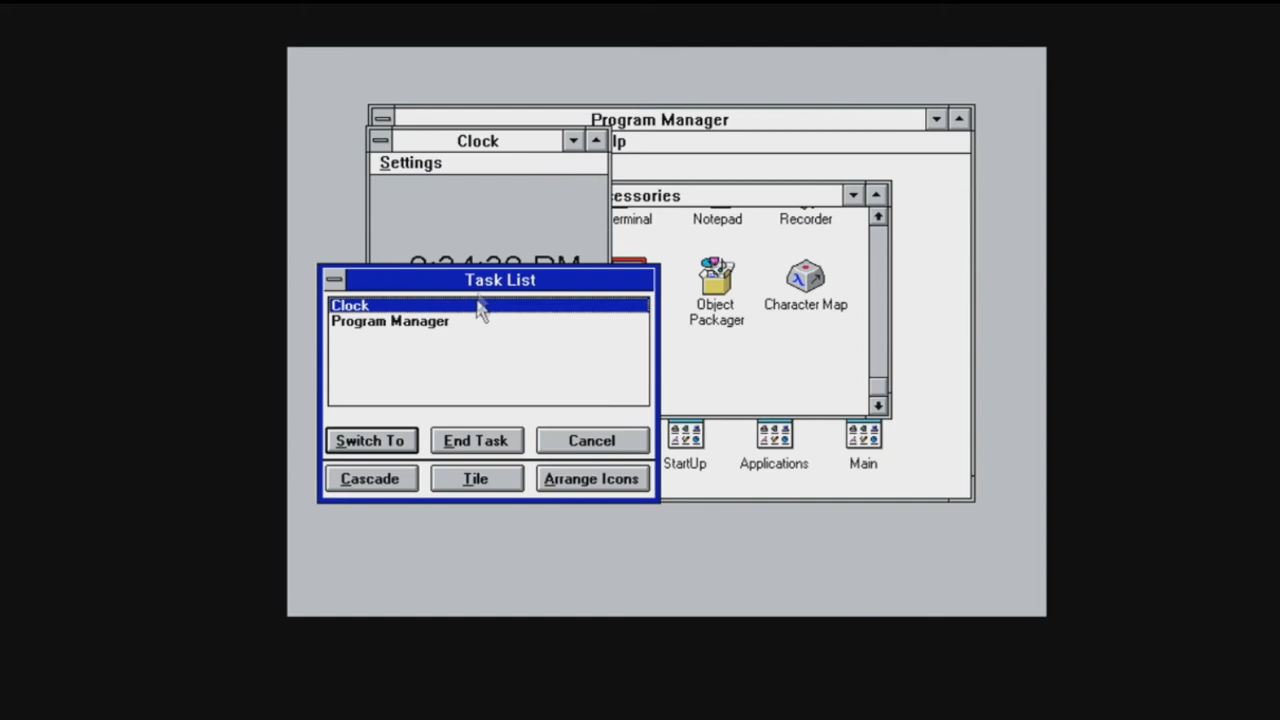 Program Manager
Clock
lp
Settings
cessories
erminal
Notepad
Recorder
Task List
Clock
Program Manager
Object
Packager
Character Map
Switch To
End Task
Cancel
StartUp
Applications
Main
Cascade
Tile
Arrange Icons